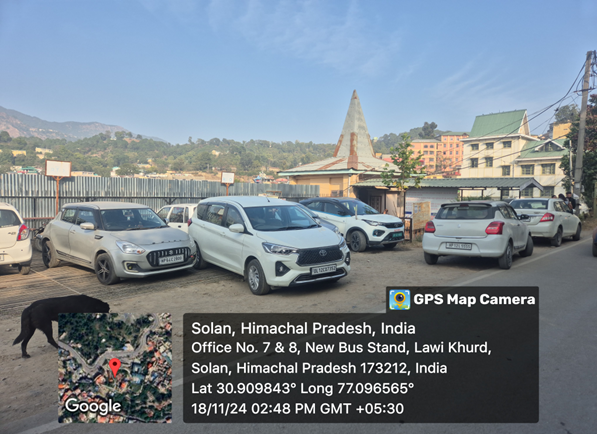 GPS Map Camera
Solan, Himachal Pradesh, India
Office No. 7 & 8, New Bus Stand, Lawi Khurd,
Solan, Himachal Pradesh 173212, India
Lat 30.909843° Long 77.096565°
18/11/24 02:48 PM GMT +05:30
Google